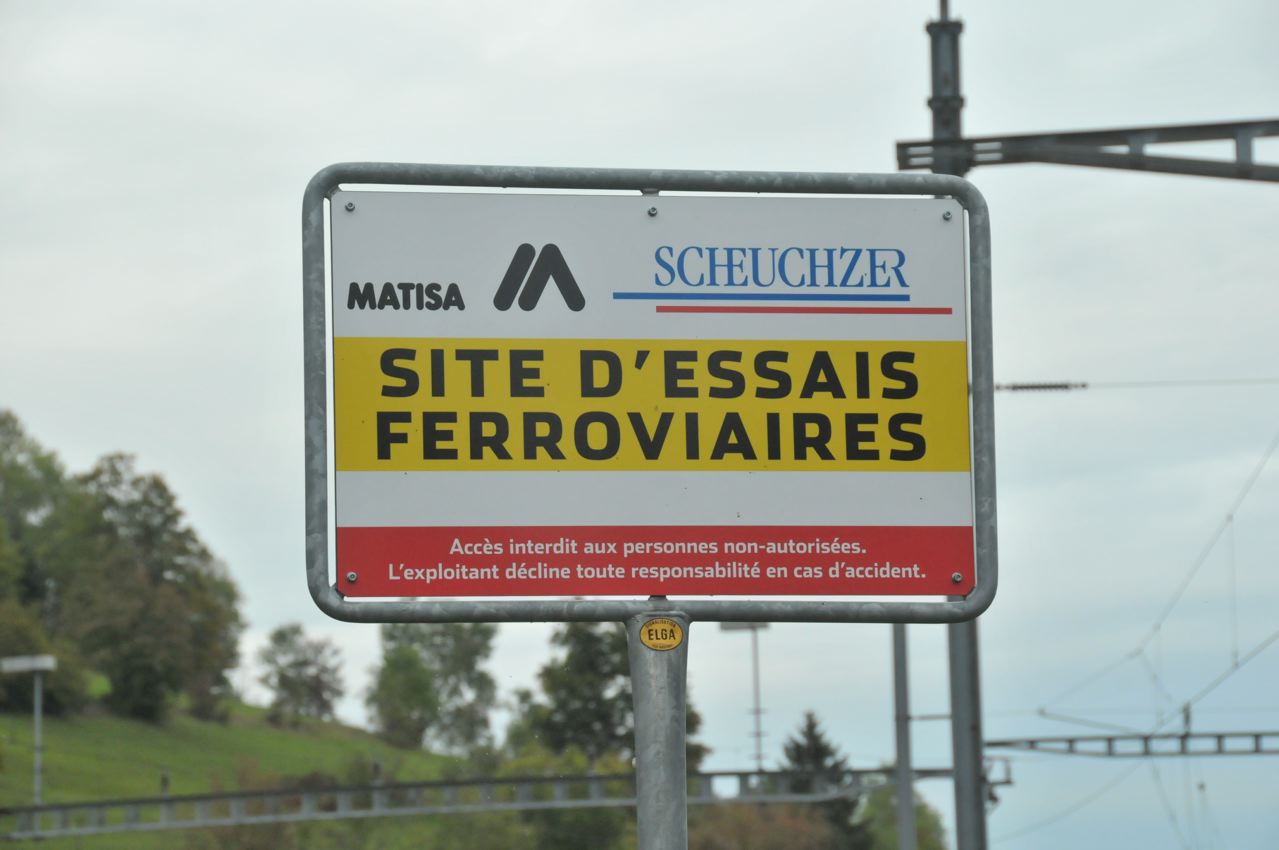 MATISA
SCHEUCHZER
SITE D'ESSAIS
FERROVIAIRES
Accès interdit aux personnes non-autorisées.
L'exploitant décline toute responsabilité en cas d'accident.
ELGA